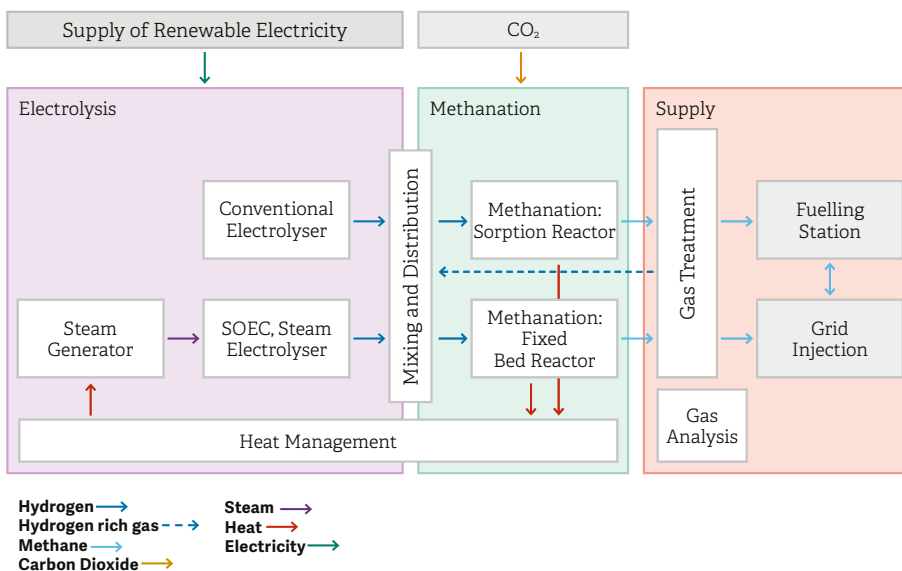 Supply of Renewable Electricity
CO₂
Electrolysis
Methanation
Supply
Conventional
Electrolyser
Mixing and Distribution
Methanation:
Sorption Reactor
Gas Treatment
Fuelling
Station
Steam
Generator
SOEC, Steam
Electrolyser
Methanation:
Fixed
Bed Reactor
Grid
Injection
Heat Management
Gas
Analysis
Hydrogen
Hydrogen rich gas
Methane
Carbon Dioxide
Steam
Heat
Electricity